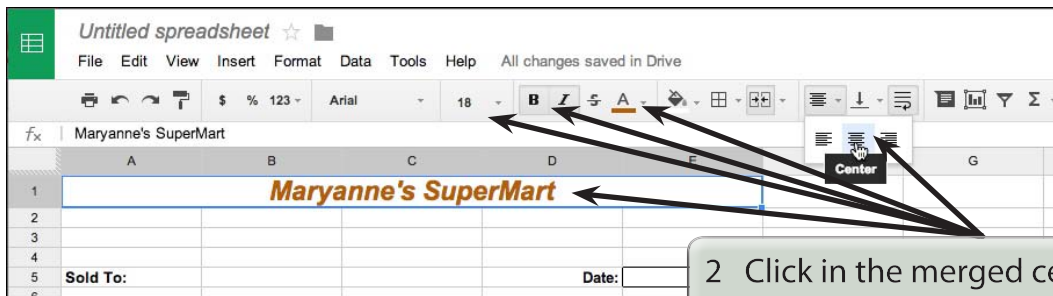 Untitled spreadsheet
File Edit View Insert Format Data Tools Help All changes saved in Drive
$ % 123 Arial 18 B I S A Σ
fx Maryanne's SuperMart
A B C D E G
Center
1 Maryanne's SuperMart
2
3
4
5 Sold To: Date:
2 Click in the merged